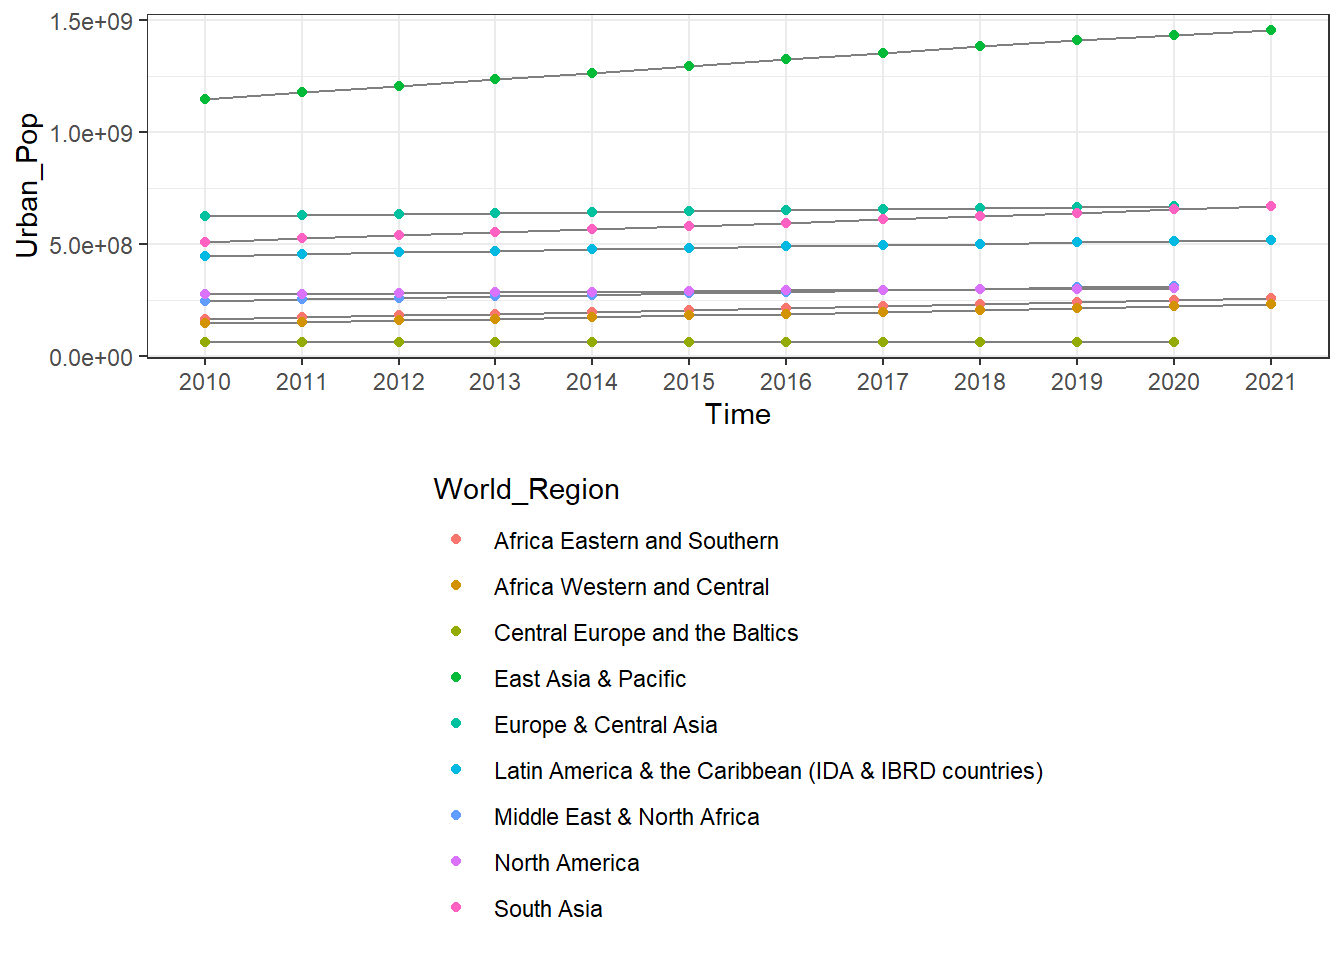 1.5e+09
1.0e+09
5.0e+08
0.0e+00
Urban_Pop
2010 2011 2012 2013 2014 2015 2016 2017 2018 2019 2020 2021
Time
World_Region
Africa Eastern and Southern
Africa Western and Central
Central Europe and the Baltics
East Asia & Pacific
Europe & Central Asia
Latin America & the Caribbean (IDA & IBRD countries)
Middle East & North Africa
North America
South Asia